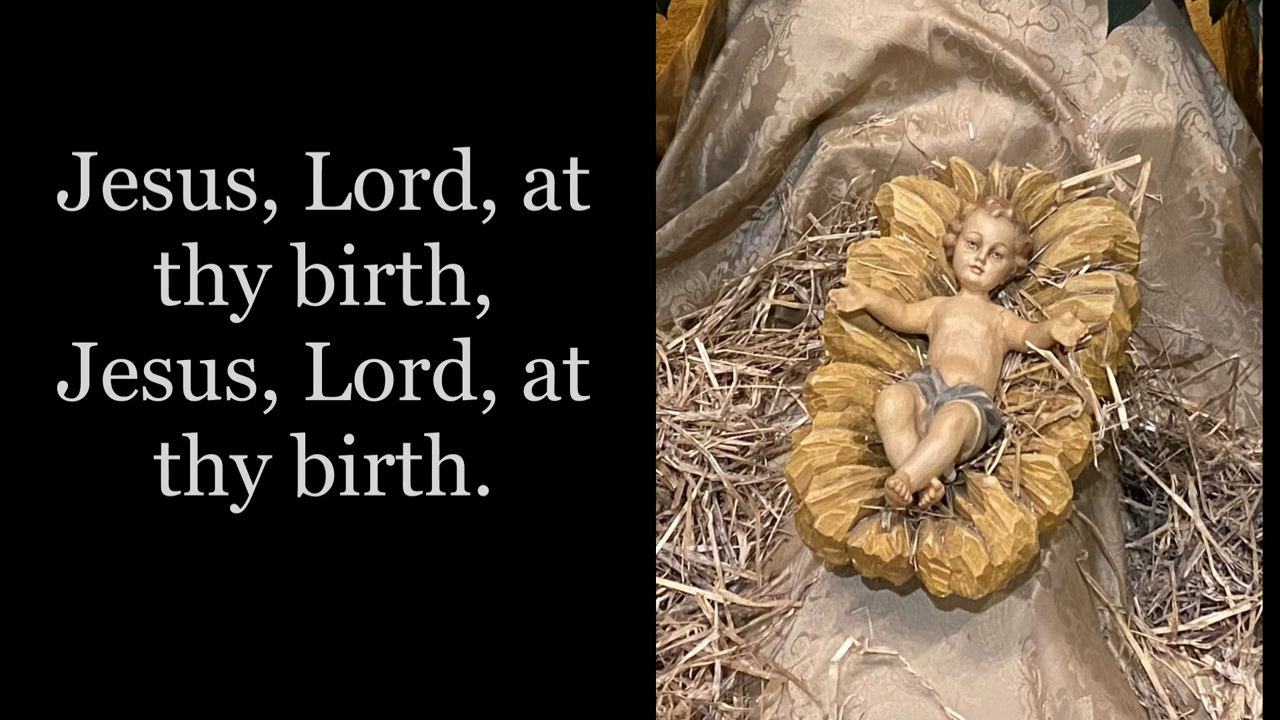 Jesus, Lord, at
thy birth,
Jesus, Lord, at
thy birth.